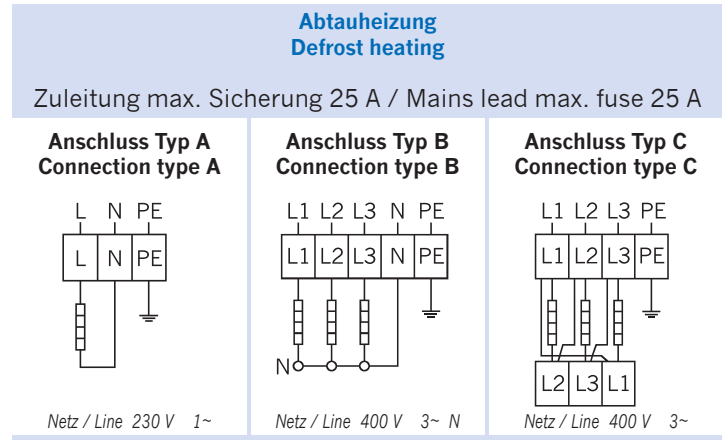 Abtauheizung
Defrost heating
Zuleitung max. Sicherung 25 A / Mains lead max. fuse 25 A
Anschluss Typ A
Connection type A
L N PE
L N PE
Netz / Line 230 V 1~
Anschluss Typ B
Connection type B
L1 L2 L3 N PE
L1 L2 L3 N PE
N
Netz / Line 400 V 3~ N
Anschluss Typ C
Connection type C
L1 L2 L3 PE
L1 L2 L3 PE
L2 L3 L1
Netz / Line 400 V 3~